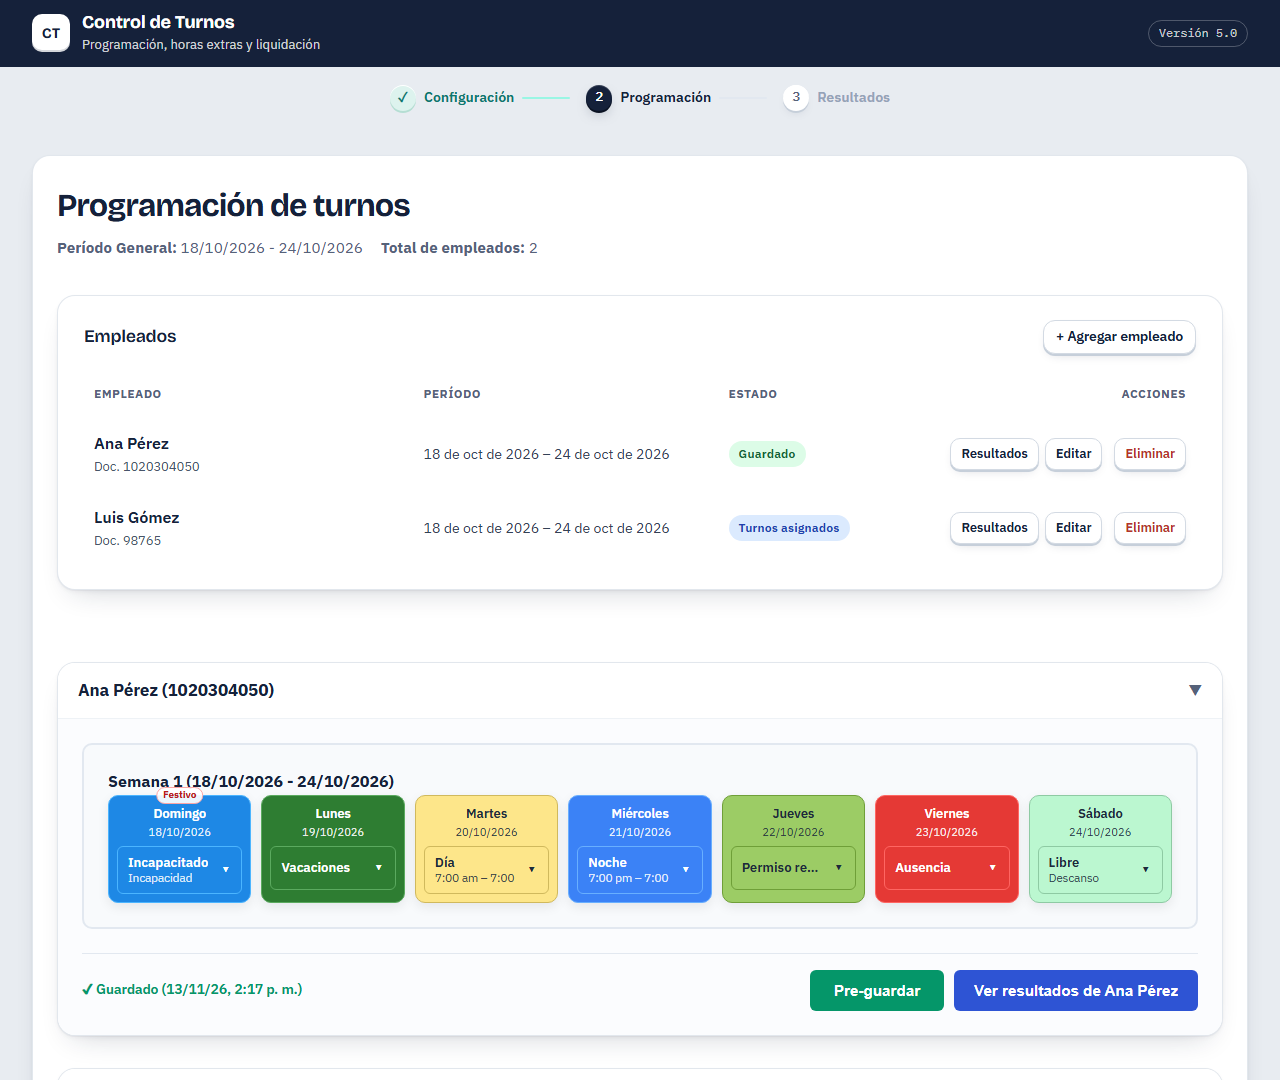 CT
Control de Turnos
Programación, horas extras y liquidación
Versión 5.0
✓ Configuración
2 Programación
3 Resultados
Programación de turnos
Período General: 18/10/2026 - 24/10/2026 Total de empleados: 2
Empleados
+ Agregar empleado
EMPLEADO PERÍODO ESTADO ACCIONES
Ana Pérez
Doc. 1020304050
18 de oct de 2026 – 24 de oct de 2026
Guardado
Resultados Editar Eliminar
Luis Gómez
Doc. 98765
18 de oct de 2026 – 24 de oct de 2026
Turnos asignados
Resultados Editar Eliminar
Ana Pérez (1020304050) ▼
Semana 1 (18/10/2026 - 24/10/2026)
Festivo
Domingo
18/10/2026
Incapacitado ▼
Incapacidad
Lunes
19/10/2026
Vacaciones ▼
Martes
20/10/2026
Día ▼
7:00 am – 7:00
Miércoles
21/10/2026
Noche ▼
7:00 pm – 7:00
Jueves
22/10/2026
Permiso re... ▼
Viernes
23/10/2026
Ausencia ▼
Sábado
24/10/2026
Libre ▼
Descanso
✓ Guardado (13/11/26, 2:17 p. m.)
Pre-guardar
Ver resultados de Ana Pérez